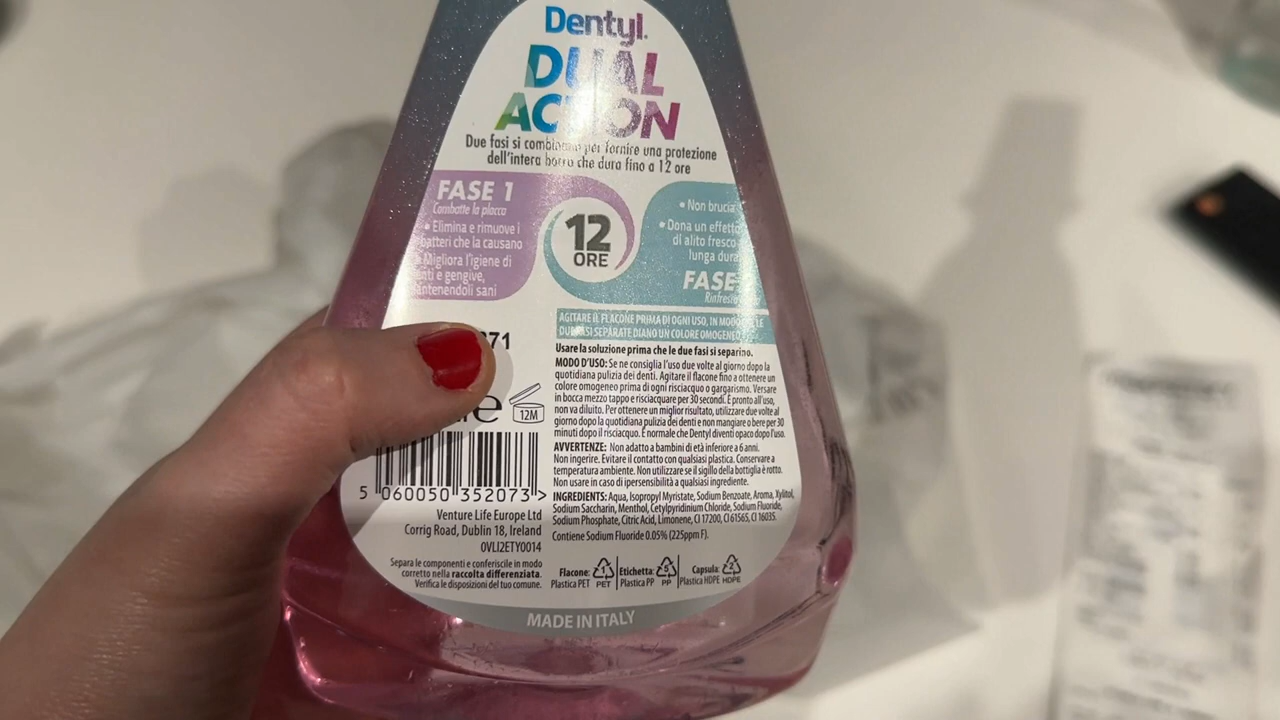 Dentyl.
DUAL
ACTION
Due fasi si combinano per fornire una protezione
dell'intera bocca che dura fino a 12 ore
FASE 1
Combatte la placca
• Elimina e rimuove i
batteri che la causano
Migliora l'igiene di
denti e gengive,
mantenendoli sani
12
ORE
• Non brucia
• Dona un effetto
di alito fresco
lunga dura
FASE
Rinfresca
AGITARE IL FLACONE PRIMA DI OGNI USO, IN MODO CHE LE
DUE FASI SEPARATE DIANO UN COLORE OMOGENEO
Usare la soluzione prima che le due fasi si separino.
MODO D'USO: Se ne consiglia l'uso due volte al giorno dopo la
quotidiana pulizia dei denti. Agitare il flacone fino a ottenere un
colore omogeneo prima di ogni risciacquo o gargarismo. Versare
in bocca mezzo tappo e risciacquare per 30 secondi. È pronto all'uso,
non va diluito. Per ottenere un miglior risultato, utilizzare due volte al
giorno dopo la quotidiana pulizia dei denti e non mangiare o bere per 30
minuti dopo il risciacquo. È normale che Dentyl diventi opaco dopo l'uso.
AVVERTENZE: Non adatto a bambini di età inferiore a 6 anni.
Non ingerire. Evitare il contatto con qualsiasi plastica. Conservare a
temperatura ambiente. Non utilizzare se il sigillo della bottiglia è rotto.
Non usare in caso di ipersensibilità a qualsiasi ingrediente.
INGREDIENTS: Aqua, Isopropyl Myristate, Sodium Benzoate, Aroma, Xylitol,
Sodium Saccharin, Menthol, Cetylpyridinium Chloride, Sodium Fluoride,
Sodium Phosphate, Citric Acid, Limonene, CI 17200, CI 61565, CI 16035.
Contiene Sodium Fluoride 0.05% (225ppm F).
71
e
12M
5 060050 352073 >
Venture Life Europe Ltd
Corrig Road, Dublin 18, Ireland
0VLI2ETY0014
Separa le componenti e conferiscile in modo
corretto nella raccolta differenziata.
Verifica le disposizioni del tuo comune.
Flacone:
Plastica PET
1
PET
Etichetta:
Plastica PP
5
PP
Capsula:
Plastica HDPE
2
HDPE
MADE IN ITALY